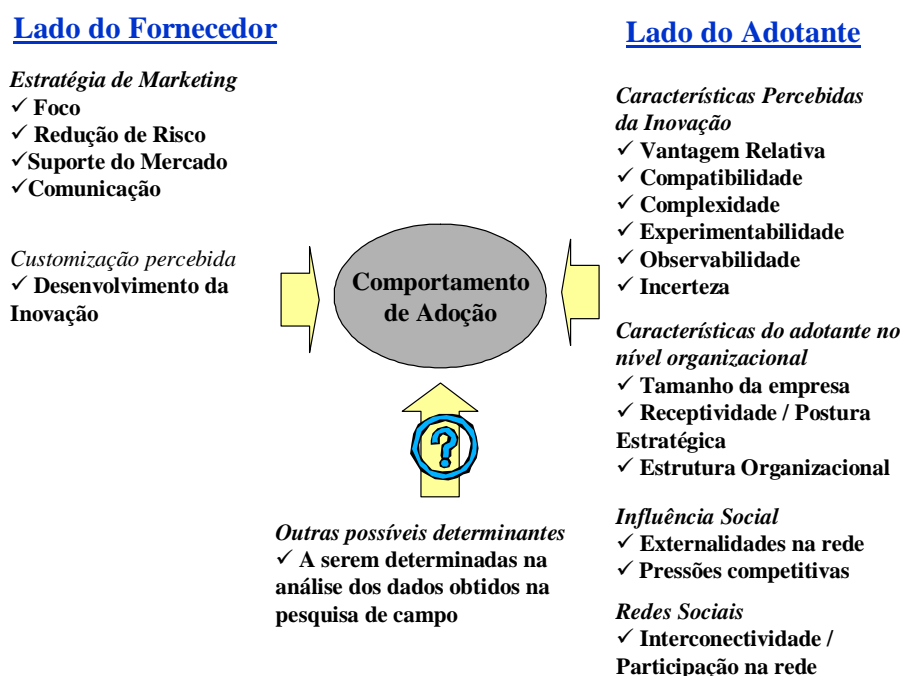 Lado do Fornecedor
Estratégia de Marketing
✓ Foco
✓ Redução de Risco
✓Suporte do Mercado
✓Comunicação
Customização percebida
✓ Desenvolvimento da
Inovação
Comportamento
de Adoção
?
Outras possíveis determinantes
✓ A serem determinadas na
análise dos dados obtidos na
pesquisa de campo
Lado do Adotante
Características Percebidas
da Inovação
✓ Vantagem Relativa
✓ Compatibilidade
✓ Complexidade
✓ Experimentabilidade
✓ Observabilidade
✓ Incerteza
Características do adotante no
nível organizacional
✓ Tamanho da empresa
✓ Receptividade / Postura
Estratégica
✓ Estrutura Organizacional
Influência Social
✓ Externalidades na rede
✓ Pressões competitivas
Redes Sociais
✓ Interconectividade /
Participação na rede